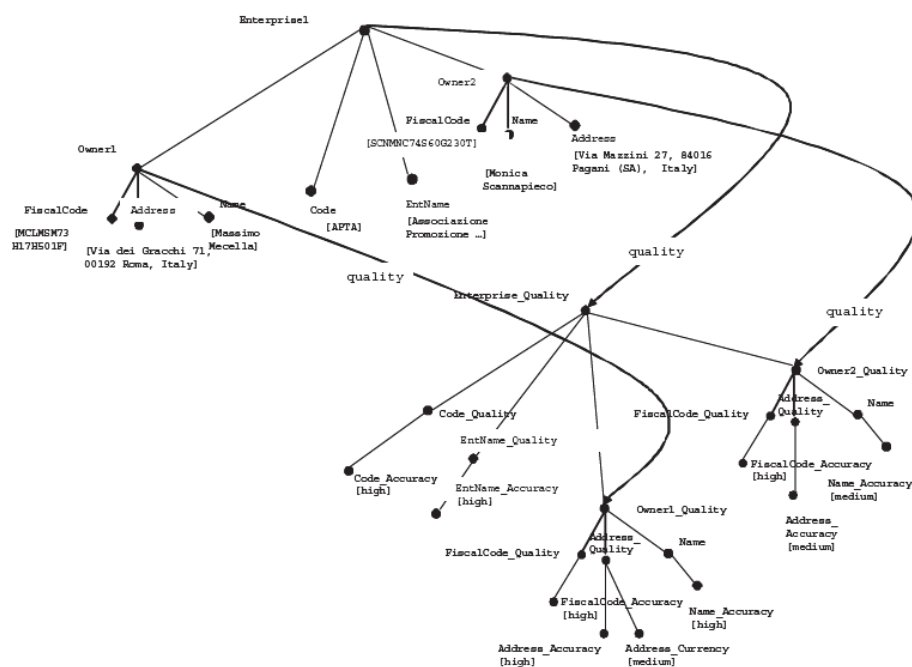 Enterprise1
Owner2
FiscalCode
Name
Address
[SCNMNC74S60G230T]
[Via Mazzini 27, 84016
Pagani (SA), Italy]
[Monica
Scannapieco]
Owner1
FiscalCode
Address
Name
[MCLMSM73
H17H501F]
[Via dei Gracchi 71,
00192 Roma, Italy]
[Massimo
Mecella]
Code
[APTA]
EntName
[Associazione
Promozione …]
quality
quality
quality
Enterprise_Quality
Owner2_Quality
FiscalCode_Quality
Address_
Quality
Name
FiscalCode_Accuracy
[high]
Name_Accuracy
[medium]
Address_
Accuracy
[medium]
Code_Quality
Code_Accuracy
[high]
EntName_Quality
EntName_Accuracy
[high]
Owner1_Quality
FiscalCode_Quality
Address_
Quality
Name
FiscalCode_Accuracy
[high]
Name_Accuracy
[high]
Address_Accuracy
[high]
Address_Currency
[medium]